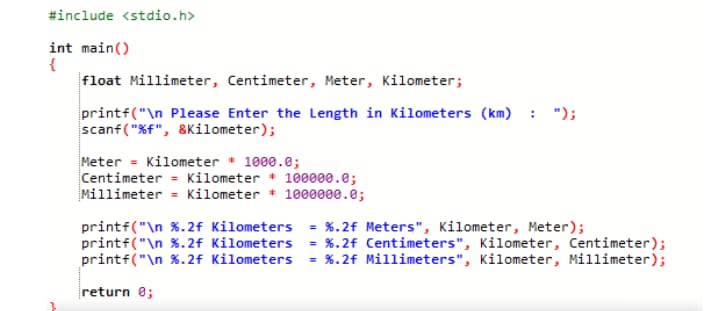 #include <stdio.h>
int main()
{
float Millimeter, Centimeter, Meter, Kilometer;
printf("\n Please Enter the Length in Kilometers (km)  :  ");
scanf("%f", &Kilometer);
Meter = Kilometer * 1000.0;
Centimeter = Kilometer * 100000.0;
Millimeter = Kilometer * 1000000.0;
printf("\n %.2f Kilometers  = %.2f Meters", Kilometer, Meter);
printf("\n %.2f Kilometers  = %.2f Centimeters", Kilometer, Centimeter);
printf("\n %.2f Kilometers  = %.2f Millimeters", Kilometer, Millimeter);
return 0;
}